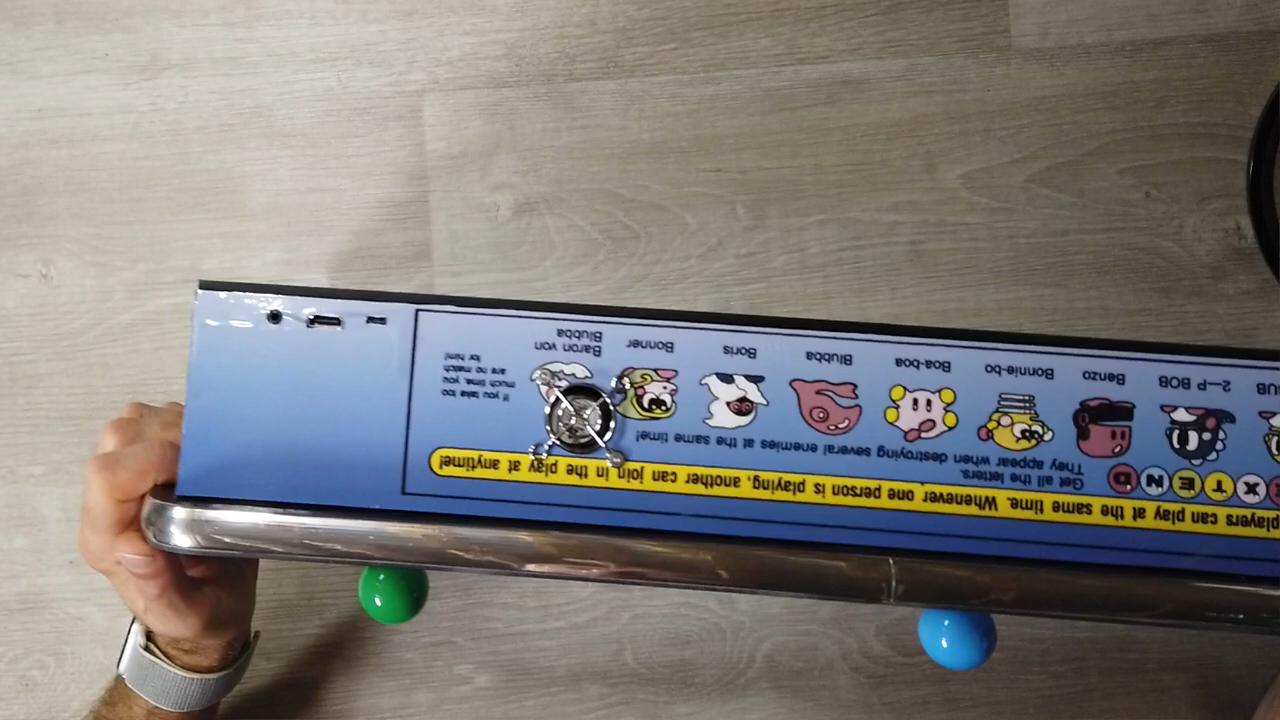 players can play at the same time. Whenever one person is playing, another can join in the play at anytime!
Get all the letters.
X T E N D
They appear when destroying several enemies at the same time!
UB
2-P BOB
Benzo
Bonnie-bo
Boa-boa
Blubba
Boris
Bonner
Baron von
Blubba
If you take too
much time, you
are no match
for him!